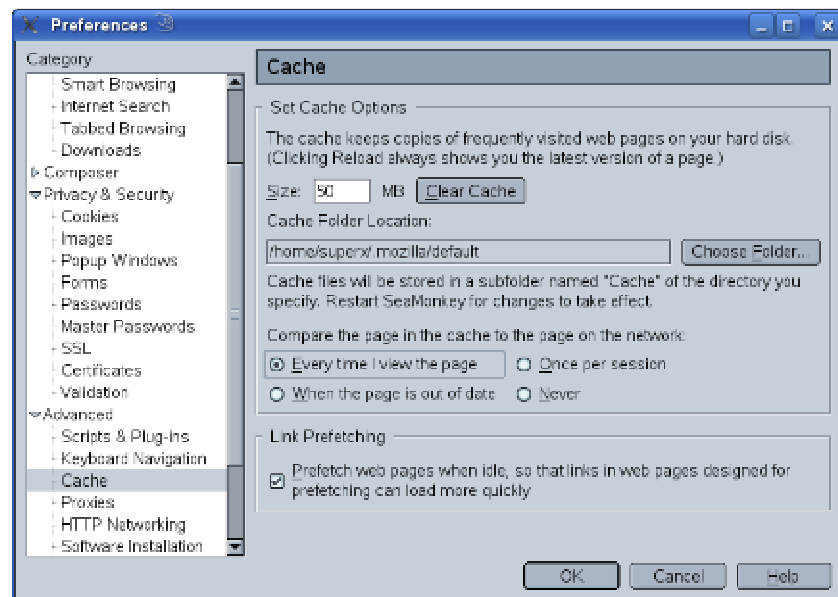 Preferences
Category
Smart Browsing
Internet Search
Tabbed Browsing
Downloads
Composer
Privacy & Security
Cookies
Images
Popup Windows
Forms
Passwords
Master Passwords
SSL
Certificates
Validation
Advanced
Scripts & Plug-ins
Keyboard Navigation
Cache
Proxies
HTTP Networking
Software Installation
Cache
Set Cache Options
The cache keeps copies of frequently visited web pages on your hard disk.
(Clicking Reload always shows you the latest version of a page.)
Size: 50 MB Clear Cache
Cache Folder Location:
/home/superx/.mozilla/default Choose Folder...
Cache files will be stored in a subfolder named "Cache" of the directory you
specify. Restart SeaMonkey for changes to take effect.
Compare the page in the cache to the page on the network:
Every time I view the page Once per session
When the page is out of date Never
Link Prefetching
Prefetch web pages when idle, so that links in web pages designed for
prefetching can load more quickly
OK Cancel Help